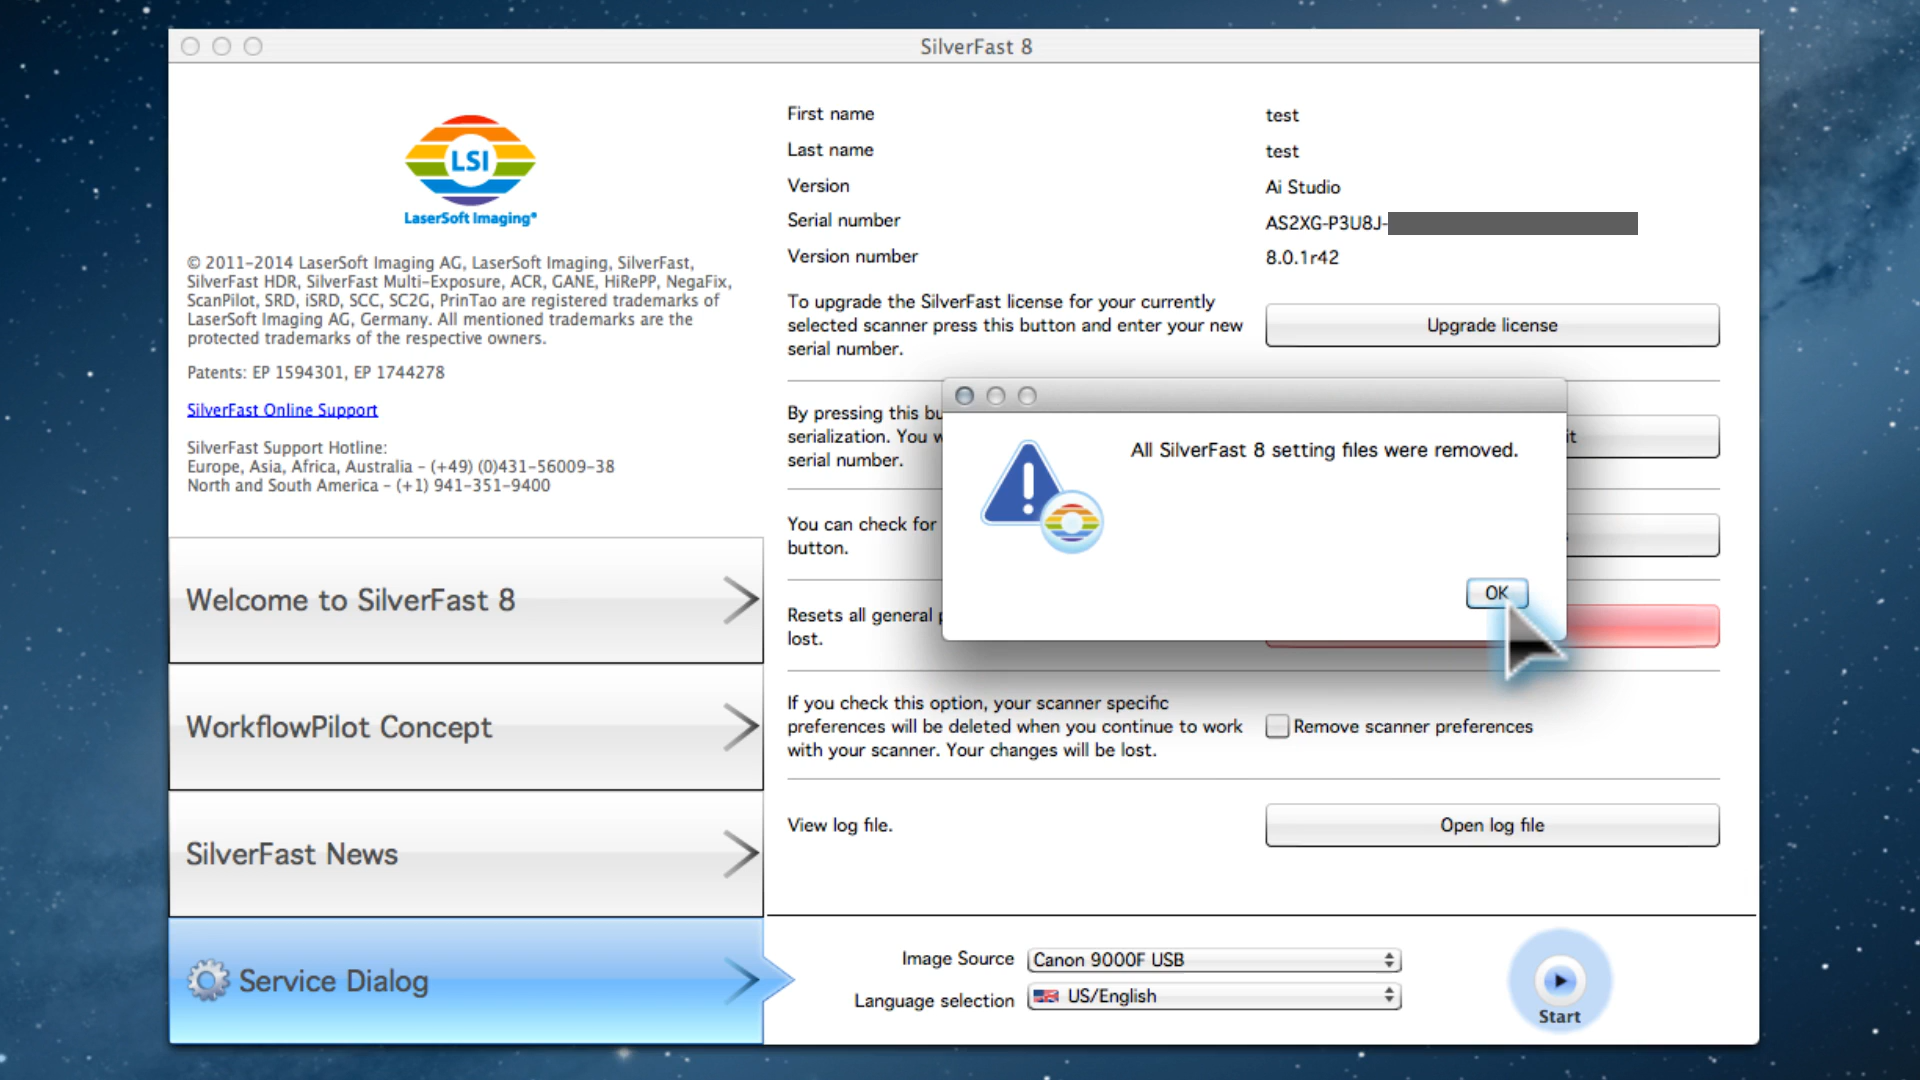 SilverFast 8
LSI
LaserSoft Imaging®
© 2011-2014 LaserSoft Imaging AG, LaserSoft Imaging, SilverFast,
SilverFast HDR, SilverFast Multi-Exposure, ACR, GANE, HiRePP, NegaFix,
ScanPilot, SRD, iSRD, SCC, SC2G, PrinTao are registered trademarks of
LaserSoft Imaging AG, Germany. All mentioned trademarks are the
protected trademarks of the respective owners.
Patents: EP 1594301, EP 1744278
SilverFast Online Support
SilverFast Support Hotline:
Europe, Asia, Africa, Australia - (+49) (0)431-56009-38
North and South America - (+1) 941-351-9400
Welcome to SilverFast 8
WorkflowPilot Concept
SilverFast News
Service Dialog
First name test
Last name test
Version Ai Studio
Serial number AS2XG-P3U8J-
Version number 8.0.1r42
To upgrade the SilverFast license for your currently
selected scanner press this button and enter your new
serial number.
Upgrade license
By pressing this
serialization. You
serial number.
You can check for
button.
Resets all general
lost.
All SilverFast 8 setting files were removed.
OK
If you check this option, your scanner specific
preferences will be deleted when you continue to work
with your scanner. Your changes will be lost.
Remove scanner preferences
View log file.
Open log file
Image Source Canon 9000F USB
Language selection US/English
Start